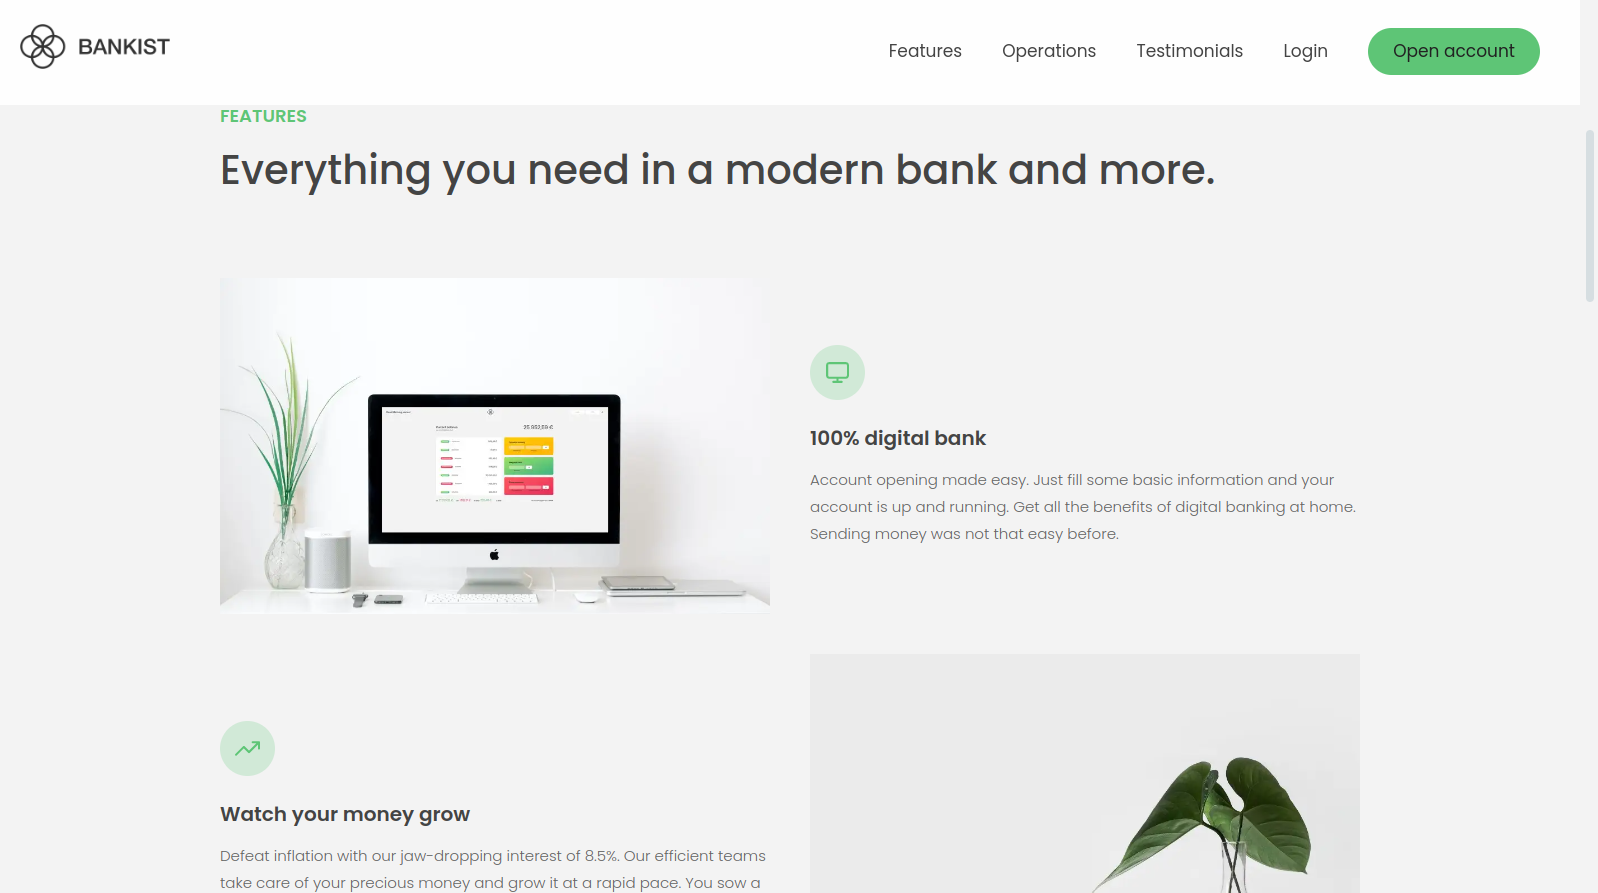 BANKIST
Features
Operations
Testimonials
Login
Open account
FEATURES
Everything you need in a modern bank and more.
25 952,59 €
100% digital bank
Account opening made easy. Just fill some basic information and your
account is up and running. Get all the benefits of digital banking at home.
Sending money was not that easy before.
Watch your money grow
Defeat inflation with our jaw-dropping interest of 8.5%. Our efficient teams
take care of your precious money and grow it at a rapid pace. You sow a